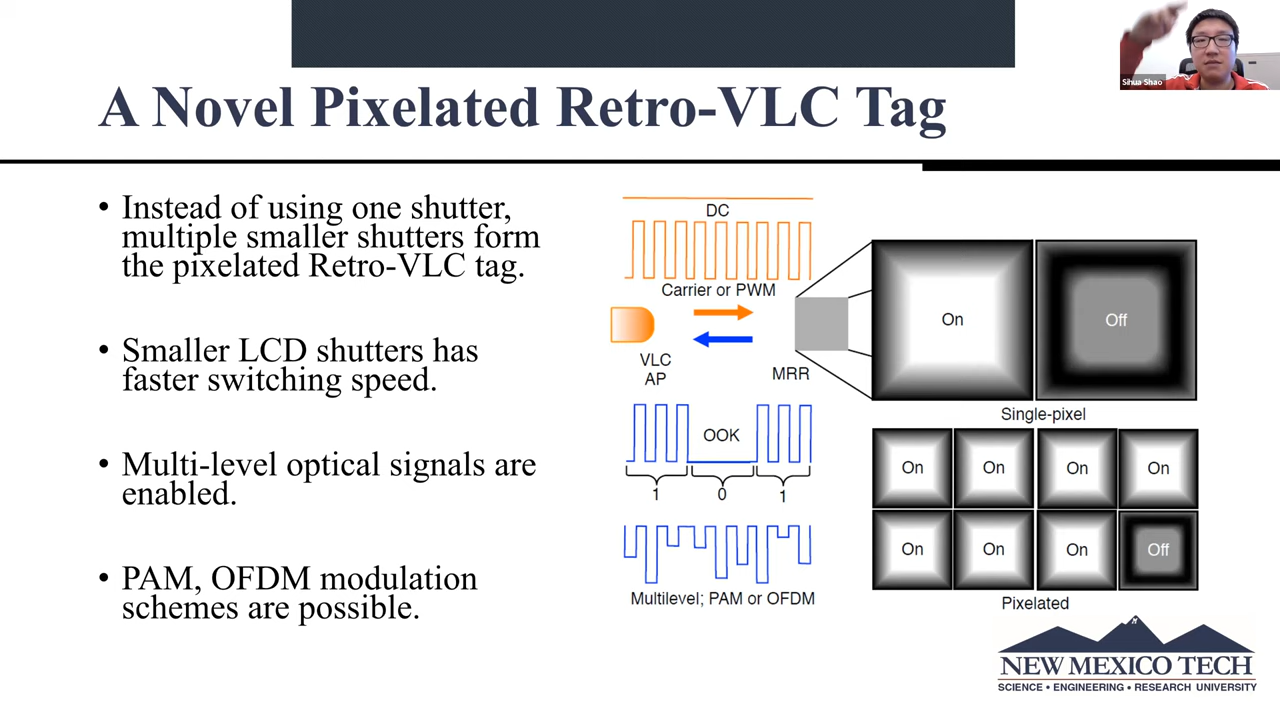 Sihua Shao
A Novel Pixelated Retro-VLC Tag
• Instead of using one shutter,
multiple smaller shutters form
the pixelated Retro-VLC tag.
• Smaller LCD shutters has
faster switching speed.
• Multi-level optical signals are
enabled.
• PAM, OFDM modulation
schemes are possible.
DC
Carrier or PWM
VLC
AP
MRR
OOK
1 0 1
Multilevel; PAM or OFDM
On Off
Single-pixel
On On On On
On On On Off
Pixelated
NEW MEXICO TECH
SCIENCE • ENGINEERING • RESEARCH UNIVERSITY